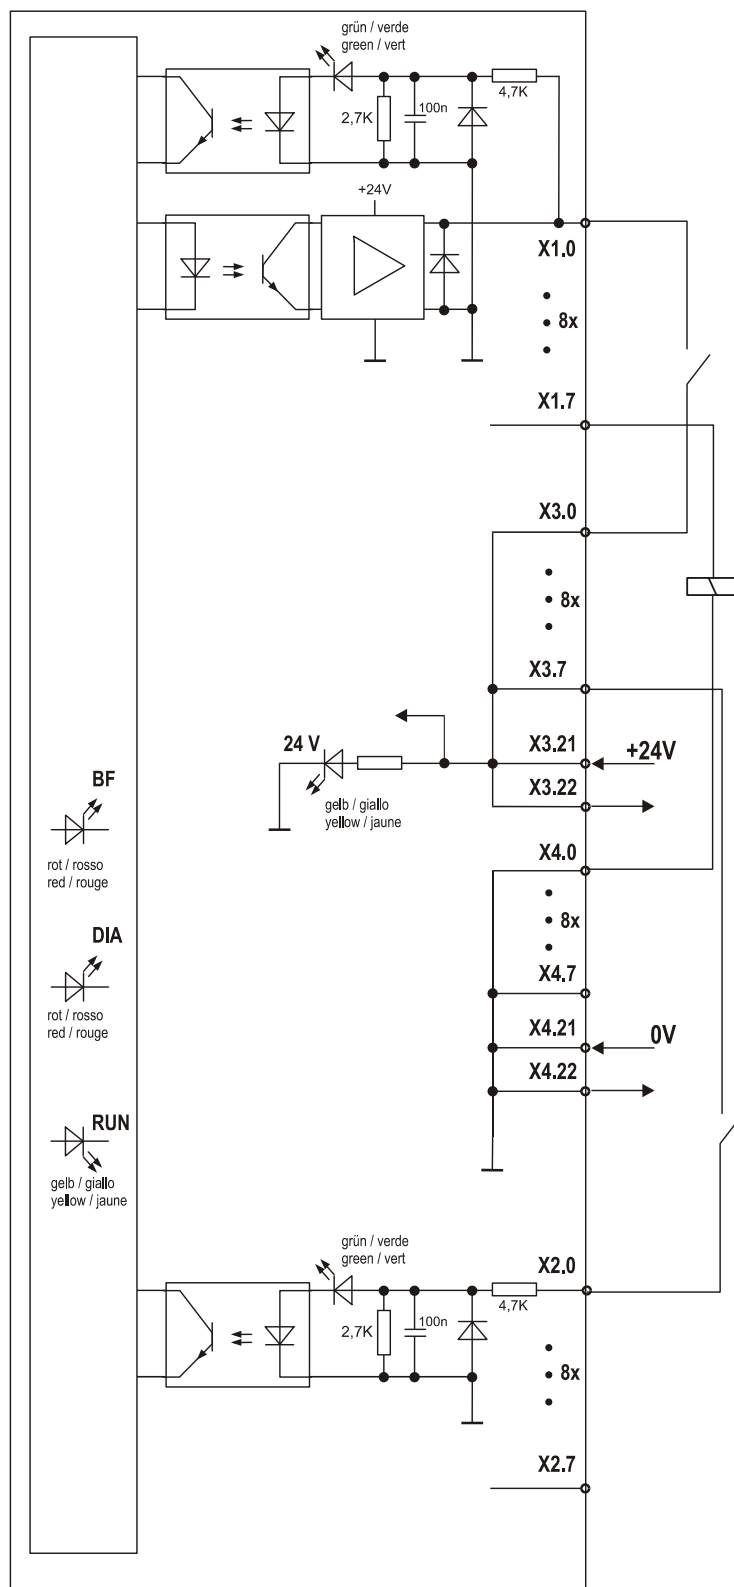 grün / verde
green / vert
2,7K
100n
4,7K
+24V
X1.0
8x
X1.7
X3.0
8x
X3.7
24 V
X3.21
+24V
gelb / giallo
yellow / jaune
X3.22
BF
rot / rosso
red / rouge
X4.0
8x
DIA
rot / rosso
red / rouge
X4.7
X4.21
0V
X4.22
RUN
gelb / giallo
yellow / jaune
grün / verde
green / vert
X2.0
2,7K
100n
4,7K
8x
X2.7